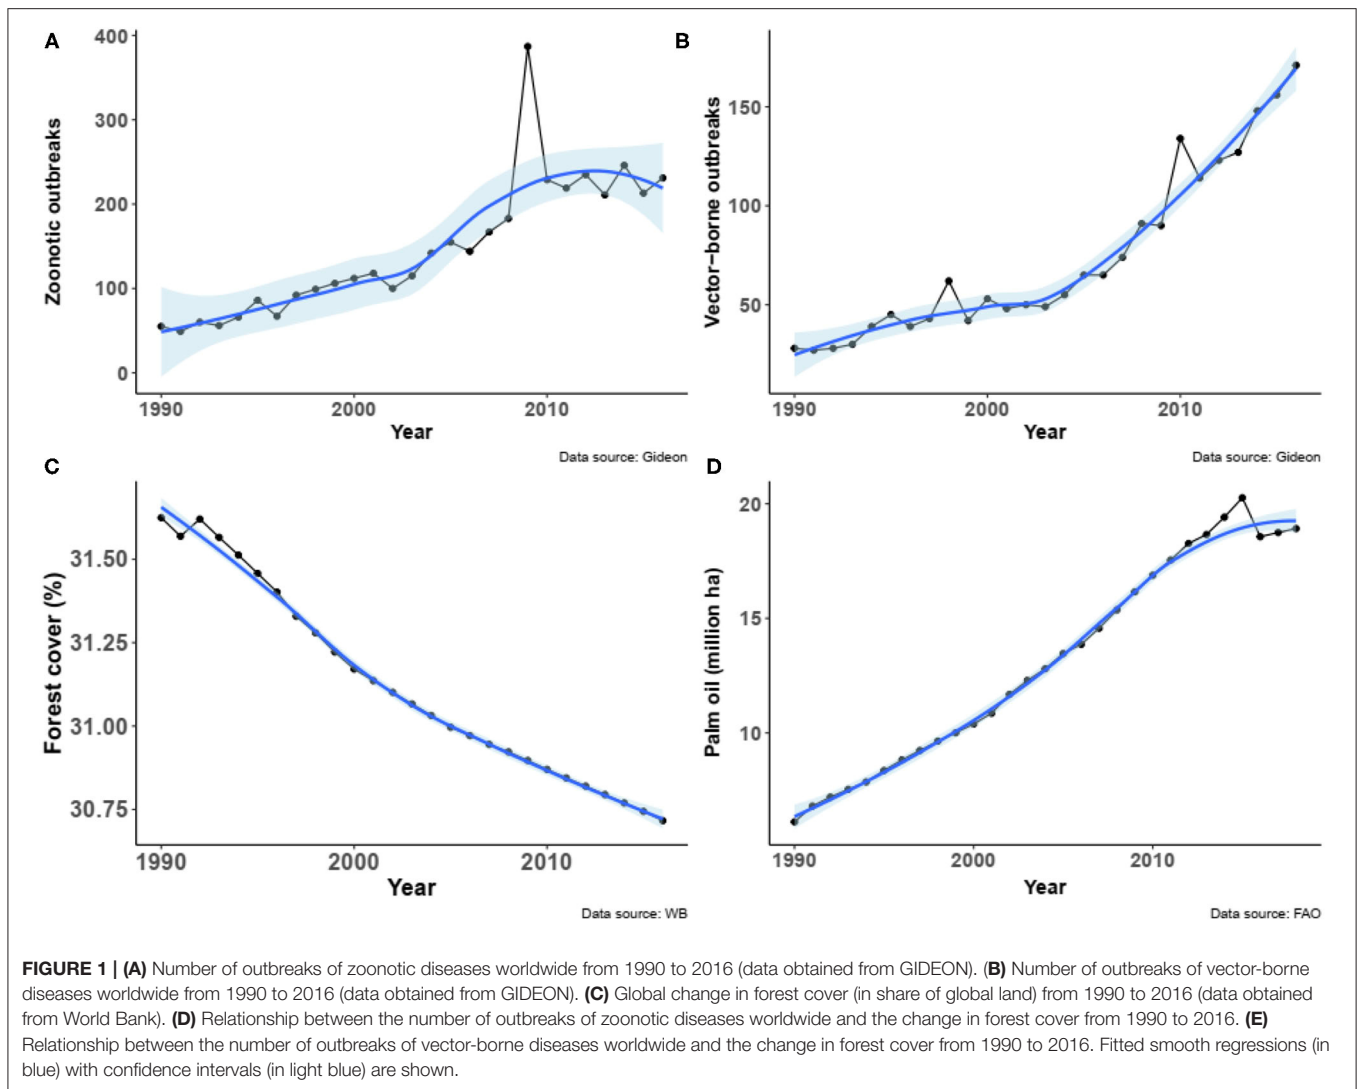 A
400
300
200
100
0
Zoonotic outbreaks
1990
2000
2010
Year
Data source: Gideon
B
150
100
50
Vector−borne outbreaks
1990
2000
2010
Year
Data source: Gideon
C
31.50
31.25
31.00
30.75
Forest cover (%)
1990
2000
2010
Year
Data source: WB
D
20
15
10
Palm oil (million ha)
1990
2000
2010
Year
Data source: FAO
FIGURE 1 | (A) Number of outbreaks of zoonotic diseases worldwide from 1990 to 2016 (data obtained from GIDEON). (B) Number of outbreaks of vector-borne
diseases worldwide from 1990 to 2016 (data obtained from GIDEON). (C) Global change in forest cover (in share of global land) from 1990 to 2016 (data obtained
from World Bank). (D) Relationship between the number of outbreaks of zoonotic diseases worldwide and the change in forest cover from 1990 to 2016. (E)
Relationship between the number of outbreaks of vector-borne diseases worldwide and the change in forest cover from 1990 to 2016. Fitted smooth regressions (in
blue) with confidence intervals (in light blue) are shown.